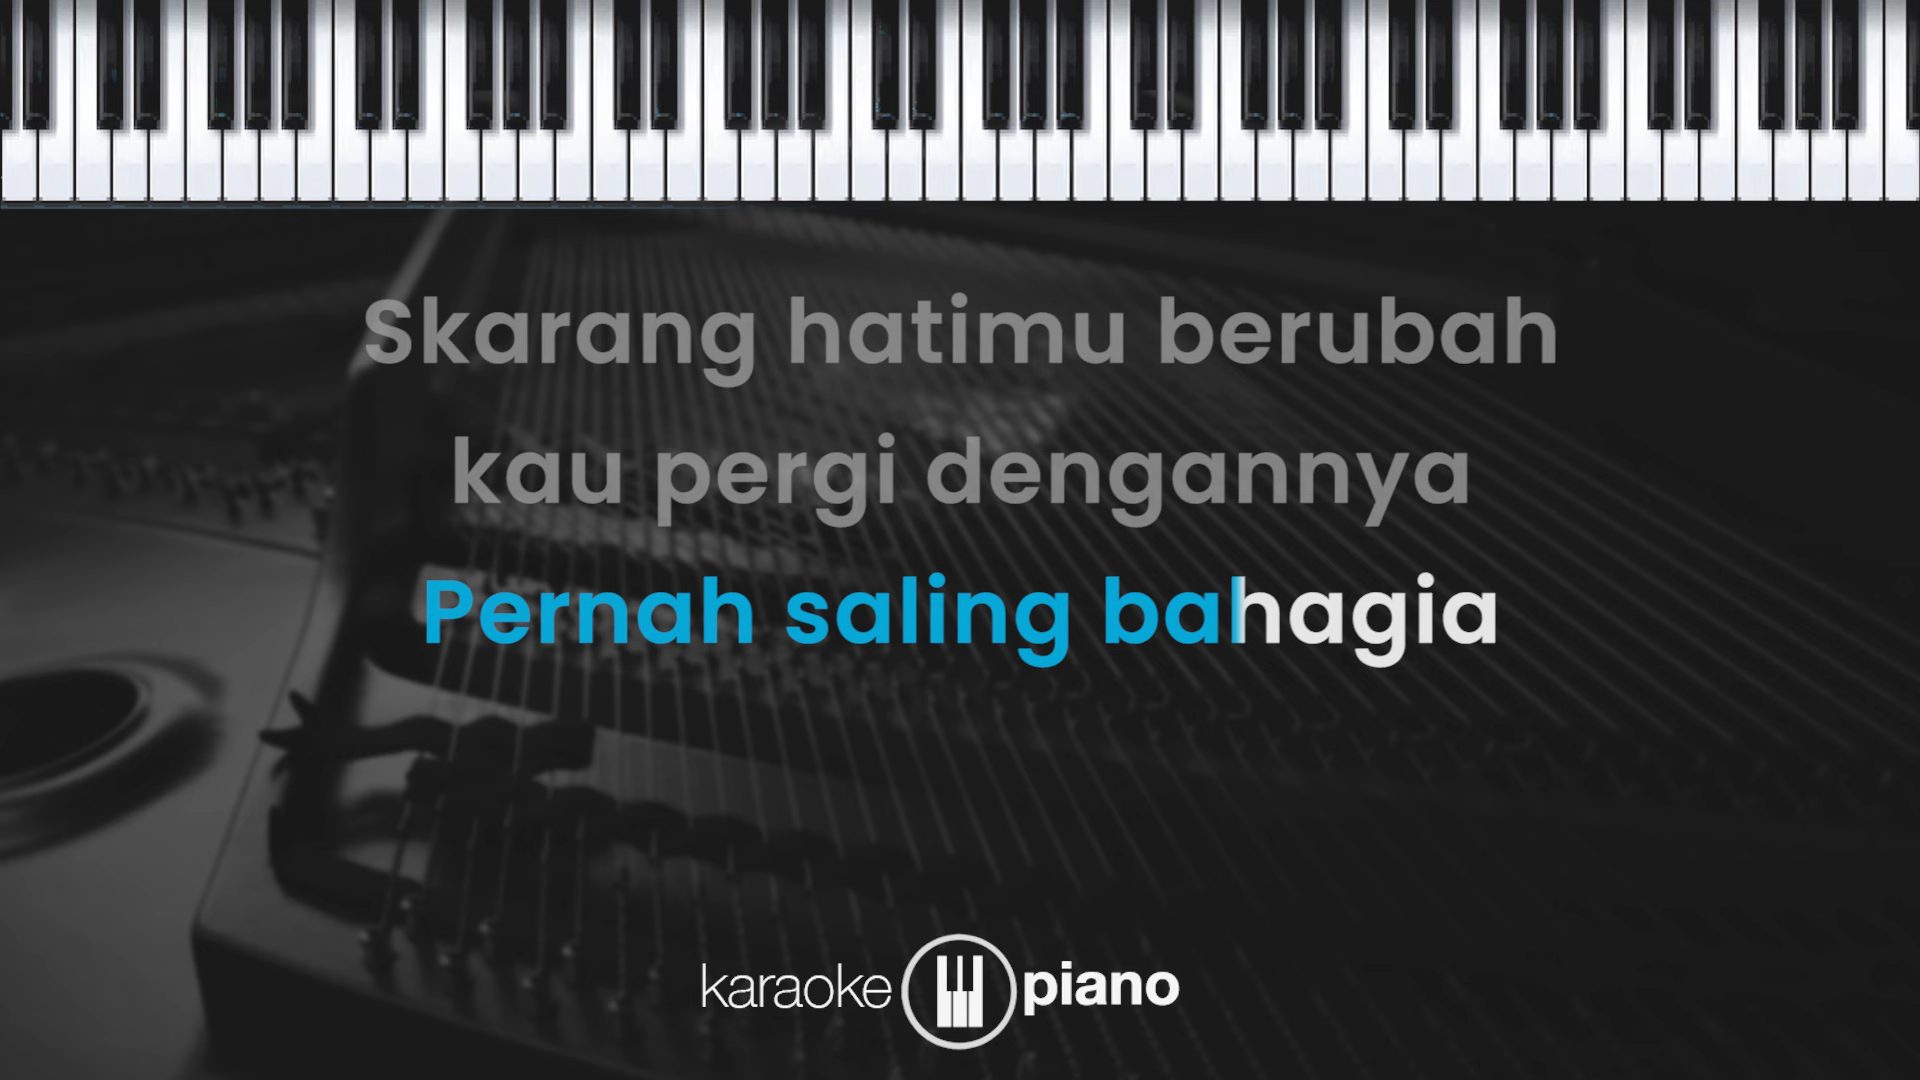 Skarang hatimu berubah
kau pergi dengannya
Pernah saling bahagia
karaoke piano